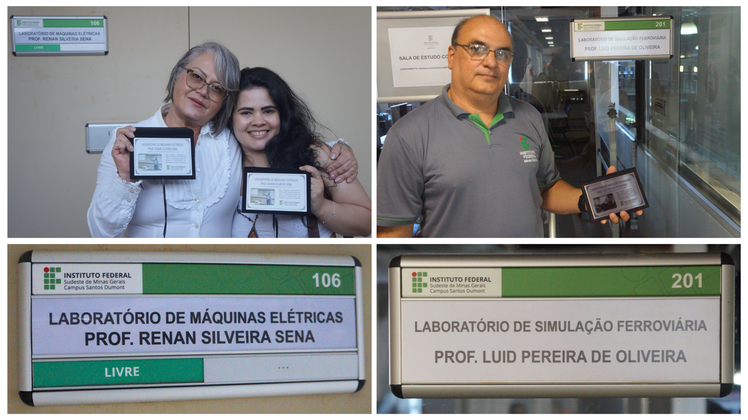 106
LABORATÓRIO DE MÁQUINAS ELÉTRICAS
PROF. RENAN SILVEIRA SENA
LIVRE
201
LABORATÓRIO DE SIMULAÇÃO FERROVIÁRIA
PROF. LUID PEREIRA DE OLIVEIRA
SALA DE ESTUDO
INSTITUTO
FEDERAL
INSTITUTO FEDERAL
Sudeste de Minas Gerais
Campus Santos Dumont
106
LABORATÓRIO DE MÁQUINAS ELÉTRICAS
PROF. RENAN SILVEIRA SENA
LIVRE
...
INSTITUTO FEDERAL
Sudeste de Minas Gerais
Campus Santos Dumont
201
LABORATÓRIO DE SIMULAÇÃO FERROVIÁRIA
PROF. LUID PEREIRA DE OLIVEIRA